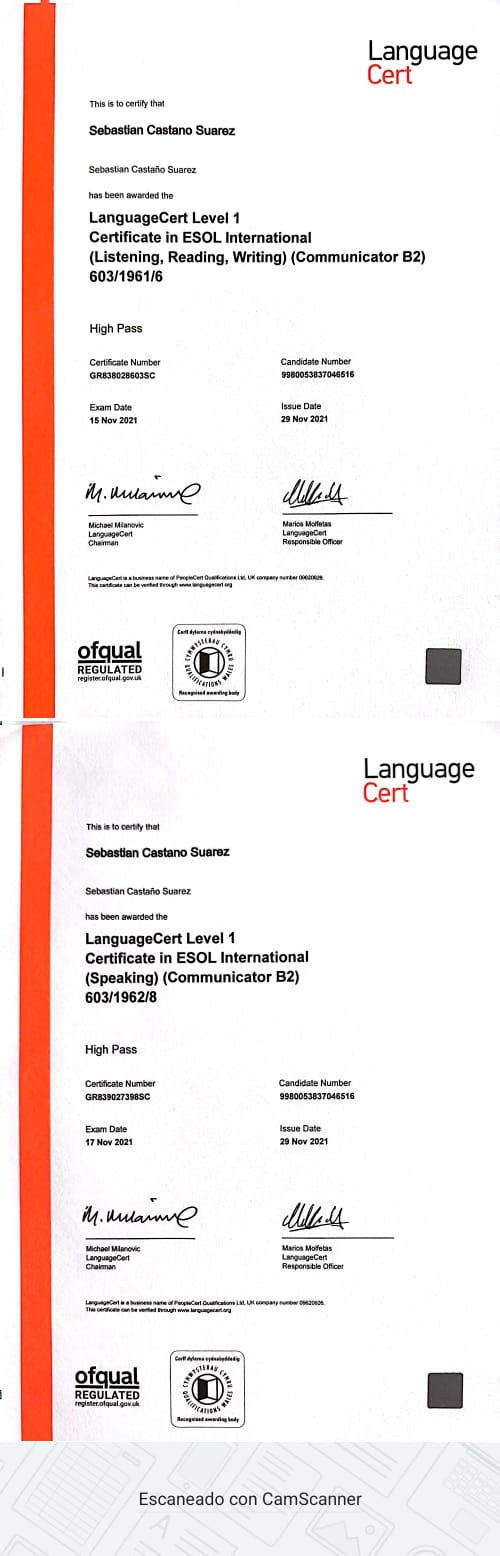 Language
Cert
This is to certify that
Sebastian Castano Suarez
Sebastian Castaño Suarez
has been awarded the
LanguageCert Level 1
Certificate in ESOL International
(Listening, Reading, Writing) (Communicator B2)
603/1961/6
High Pass
Certificate Number Candidate Number
GR838028603SC 9980053837046516
Exam Date Issue Date
15 Nov 2021 29 Nov 2021
Michael Milanovic Marios Molfetas
LanguageCert LanguageCert
Chairman Responsible Officer
LanguageCert is a business name of PeopleCert Qualifications Ltd, UK company number 09620926.
This certificate can be verified through www.languagecert.org
Corff dyfarnu cydnabyddedig
ofqual
REGULATED
register.ofqual.gov.uk
CYMWYSTERAU CYMRU
QUALIFICATIONS WALES
Recognised awarding body
Language
Cert
This is to certify that
Sebastian Castano Suarez
Sebastian Castaño Suarez
has been awarded the
LanguageCert Level 1
Certificate in ESOL International
(Speaking) (Communicator B2)
603/1962/8
High Pass
Certificate Number Candidate Number
GR839027398SC 9980053837046516
Exam Date Issue Date
17 Nov 2021 29 Nov 2021
Michael Milanovic Marios Molfetas
LanguageCert LanguageCert
Chairman Responsible Officer
LanguageCert is a business name of PeopleCert Qualifications Ltd, UK company number 09620926.
This certificate can be verified through www.languagecert.org
Corff dyfarnu cydnabyddedig
ofqual
REGULATED
register.ofqual.gov.uk
CYMWYSTERAU CYMRU
QUALIFICATIONS WALES
Recognised awarding body
Escaneado con CamScanner